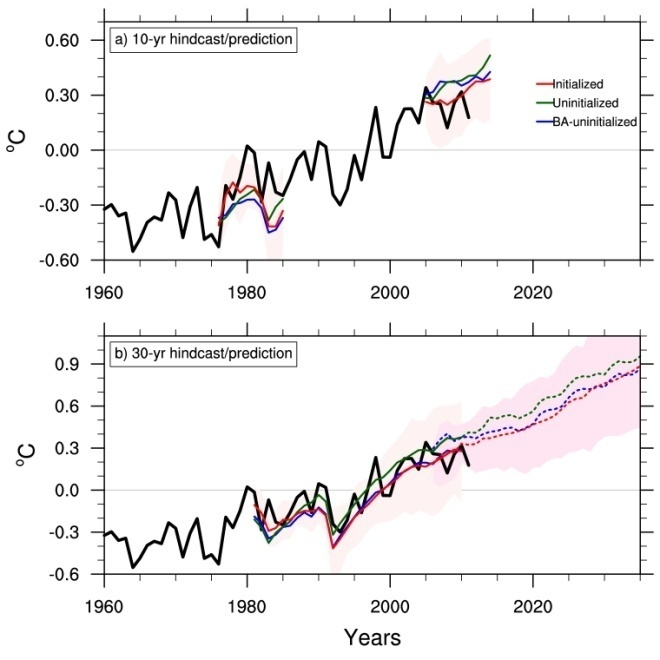 a) 10-yr hindcast/prediction
0.60
0.30
0.00
-0.30
-0.60
°C
Initialized
Uninitialized
BA-uninitialized
1960
1980
2000
2020
b) 30-yr hindcast/prediction
0.9
0.6
0.3
0.0
-0.3
-0.6
°C
1960
1980
2000
2020
Years